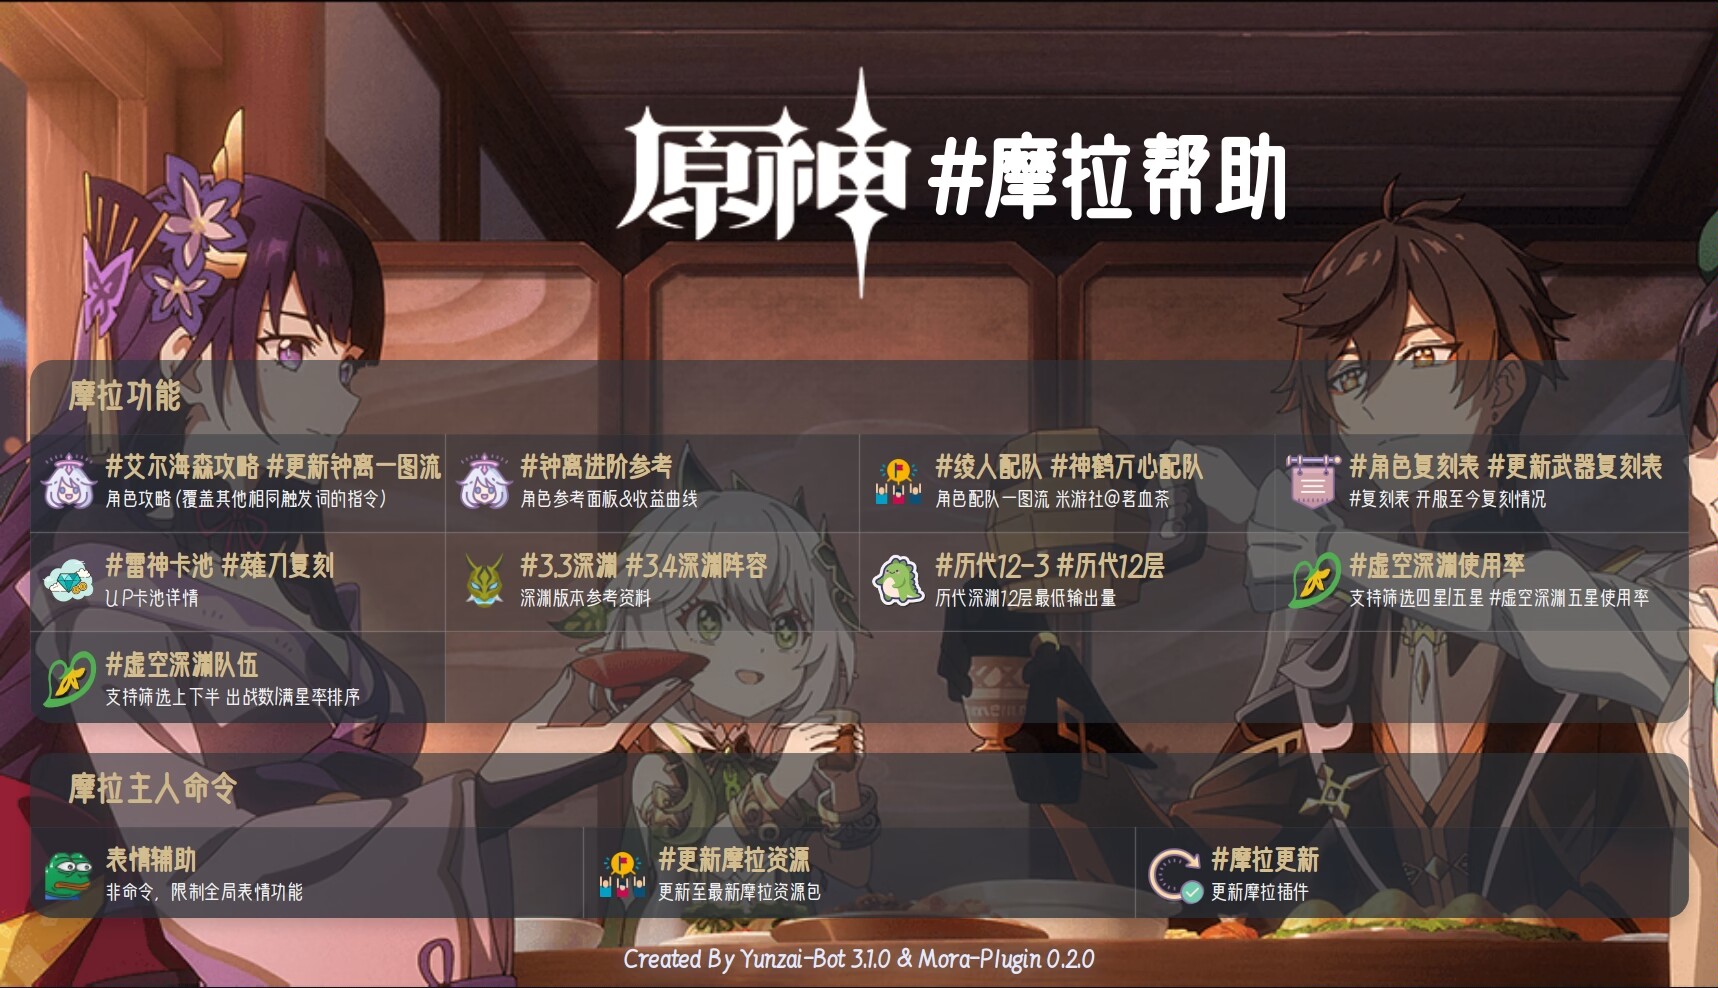 原神 #摩拉帮助
摩拉功能
#艾尔海森攻略 #更新钟离一图流
角色攻略(覆盖其他相同触发词的指令)
#钟离进阶参考
角色参考面板&收益曲线
#绫人配队 #神鹤万心配队
角色配队一图流 米游社@茗血茶
#角色复刻表 #更新武器复刻表
#复刻表 开服至今复刻情况
#雷神卡池 #薙刀复刻
UP卡池详情
#3.3深渊 #3.4深渊阵容
深渊版本参考资料
#历代12-3 #历代12层
历代深渊12层最低输出量
#虚空深渊使用率
支持筛选四星|五星 #虚空深渊五星使用率
#虚空深渊队伍
支持筛选上下半 出战数|满星率排序
摩拉主人命令
表情辅助
非命令，限制全局表情功能
#更新摩拉资源
更新至最新摩拉资源包
#摩拉更新
更新摩拉插件
Created By Yunzai-Bot 3.1.0 & Mora-Plugin 0.2.0